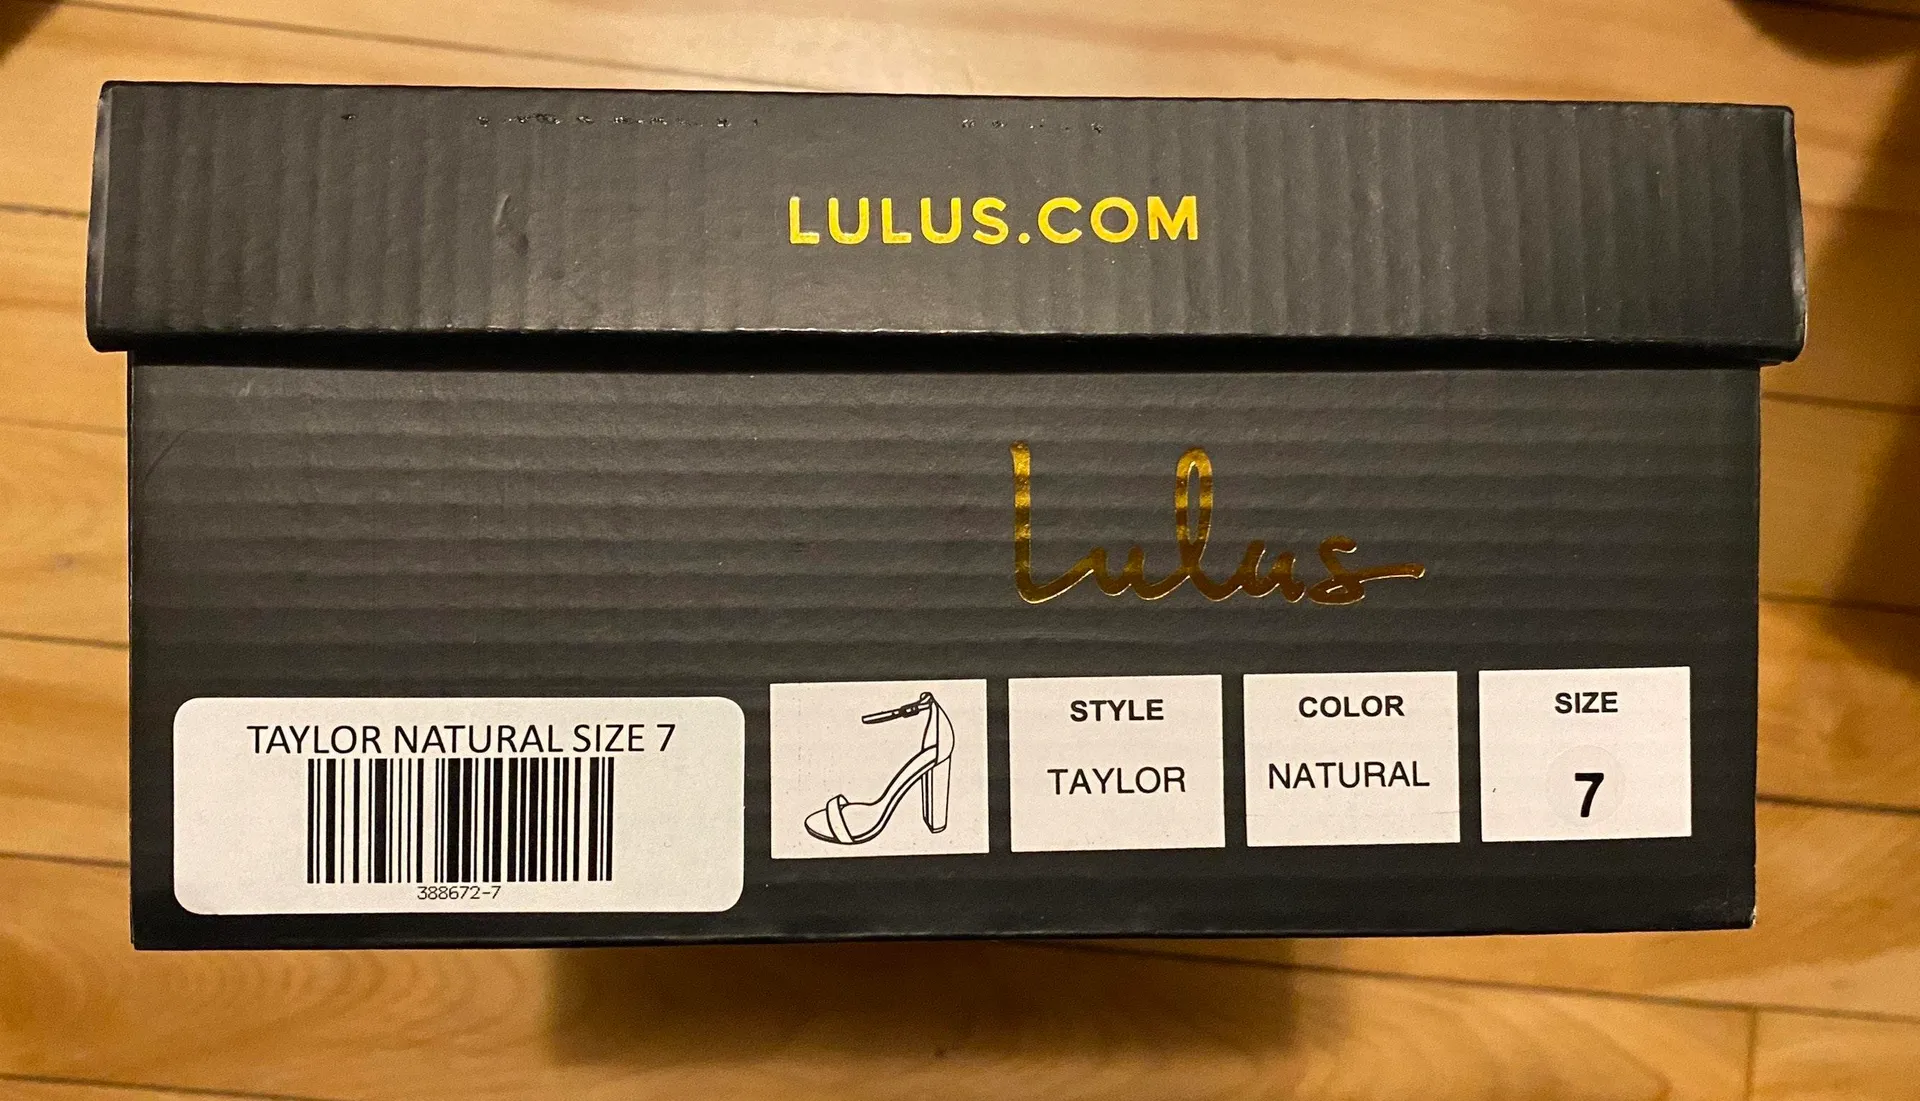 LULUS.COM
Lulus
TAYLOR NATURAL SIZE 7
388672-7
STYLE
TAYLOR
COLOR
NATURAL
SIZE
7